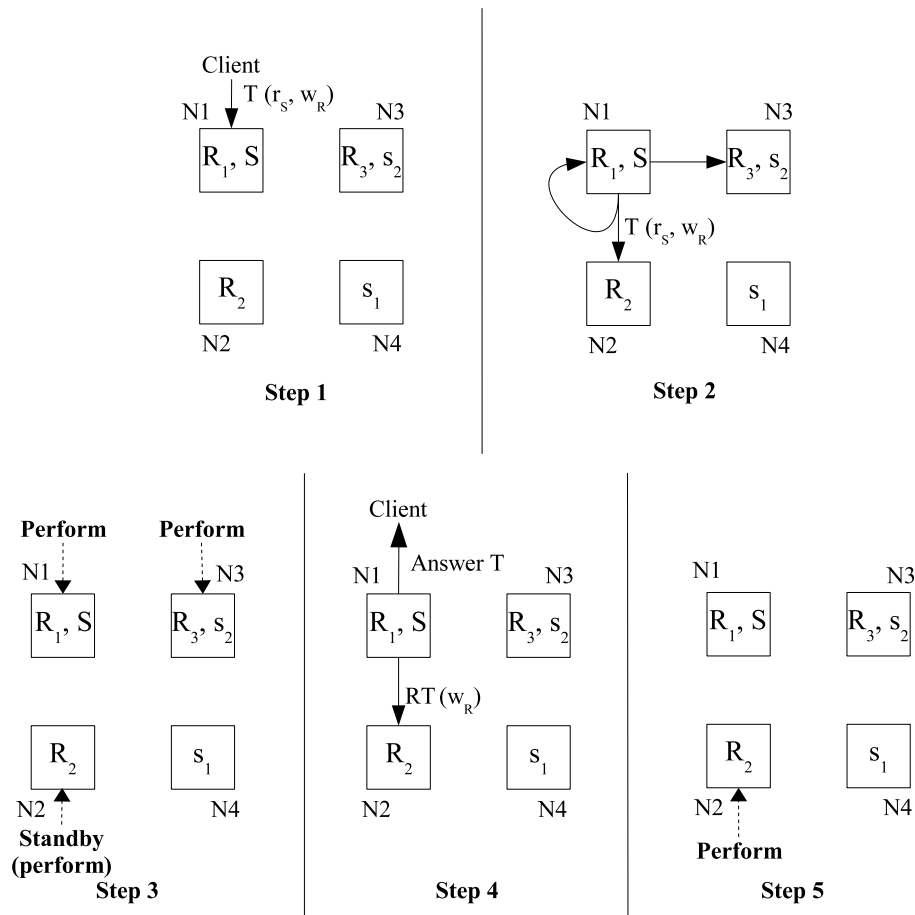 Client
T (r_S, w_R)
N1
N3
R_1, S
R_3, s_2
R_2
s_1
N2
N4
Step 1
N1
N3
R_1, S
R_3, s_2
T (r_S, w_R)
R_2
s_1
N2
N4
Step 2
Perform
Perform
N1
N3
R_1, S
R_3, s_2
R_2
s_1
N2
N4
Standby
(perform)
Step 3
Client
Answer T
N1
N3
R_1, S
R_3, s_2
RT (w_R)
R_2
s_1
N2
N4
Step 4
N1
N3
R_1, S
R_3, s_2
R_2
s_1
N2
N4
Perform
Step 5